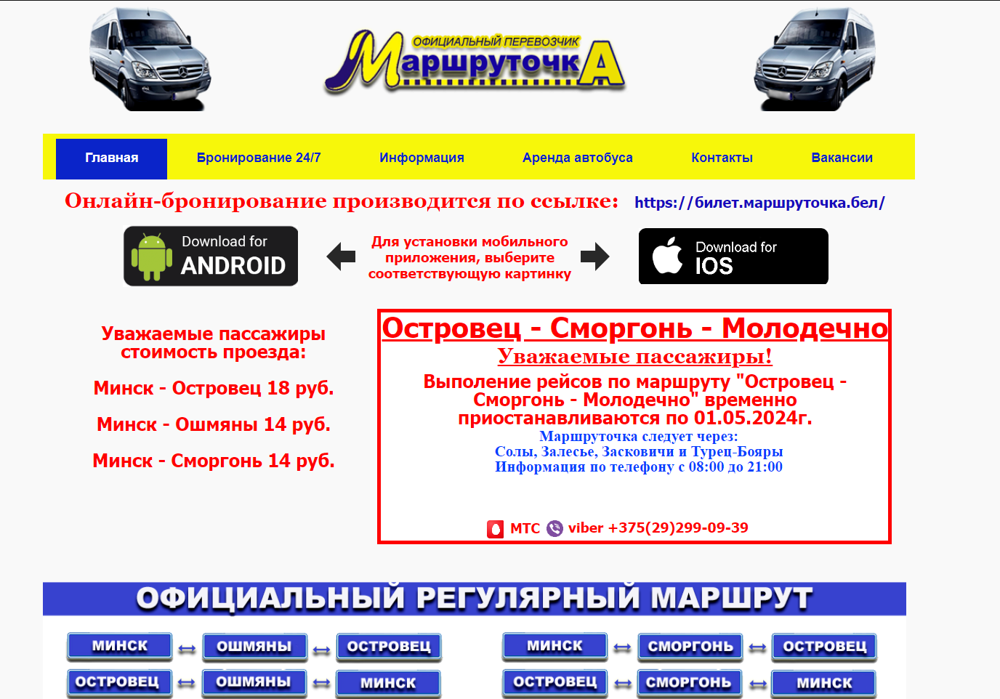 ОФИЦИАЛЬНЫЙ ПЕРЕВОЗЧИК
МаршруточкА
Главная
Бронирование 24/7
Информация
Аренда автобуса
Контакты
Вакансии
Онлайн-бронирование производится по ссылке: https://билет.маршруточка.бел/
Download for
ANDROID
Для установки мобильного
приложения, выберите
соответствующую картинку
Download for
IOS
Уважаемые пассажиры
стоимость проезда:
Минск - Островец 18 руб.
Минск - Ошмяны 14 руб.
Минск - Сморгонь 14 руб.
Островец - Сморгонь - Молодечно
Уважаемые пассажиры!
Выполение рейсов по маршруту "Островец -
Сморгонь - Молодечно" временно
приостанавливаются по 01.05.2024г.
Маршруточка следует через:
Солы, Залесье, Засковичи и Турец-Бояры
Информация по телефону с 08:00 до 21:00
МТС viber +375(29)299-09-39
ОФИЦИАЛЬНЫЙ РЕГУЛЯРНЫЙ МАРШРУТ
МИНСК ОШМЯНЫ ОСТРОВЕЦ
МИНСК СМОРГОНЬ ОСТРОВЕЦ
ОСТРОВЕЦ ОШМЯНЫ МИНСК
ОСТРОВЕЦ СМОРГОНЬ МИНСК